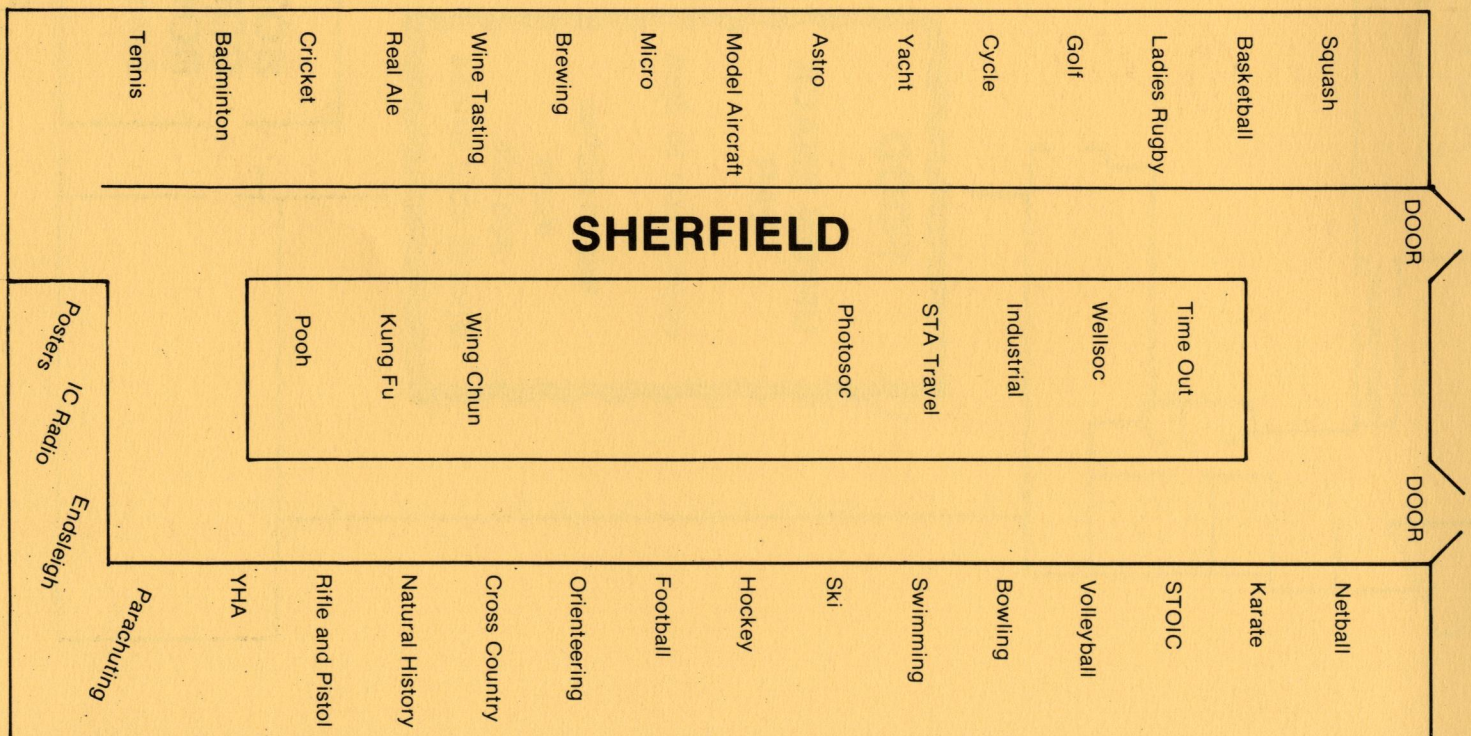 Tennis
Badminton
Cricket
Real Ale
Wine Tasting
Brewing
Micro
Model Aircraft
Astro
Yacht
Cycle
Golf
Ladies Rugby
Basketball
Squash
SHERFIELD
DOOR
Pooh
Kung Fu
Wing Chun
Photosoc
STA Travel
Industrial
Wellsoc
Time Out
DOOR
Posters
IC Radio
Endsleigh
Parachuting
YHA
Rifle and Pistol
Natural History
Cross Country
Orienteering
Football
Hockey
Ski
Swimming
Bowling
Volleyball
STOIC
Karate
Netball